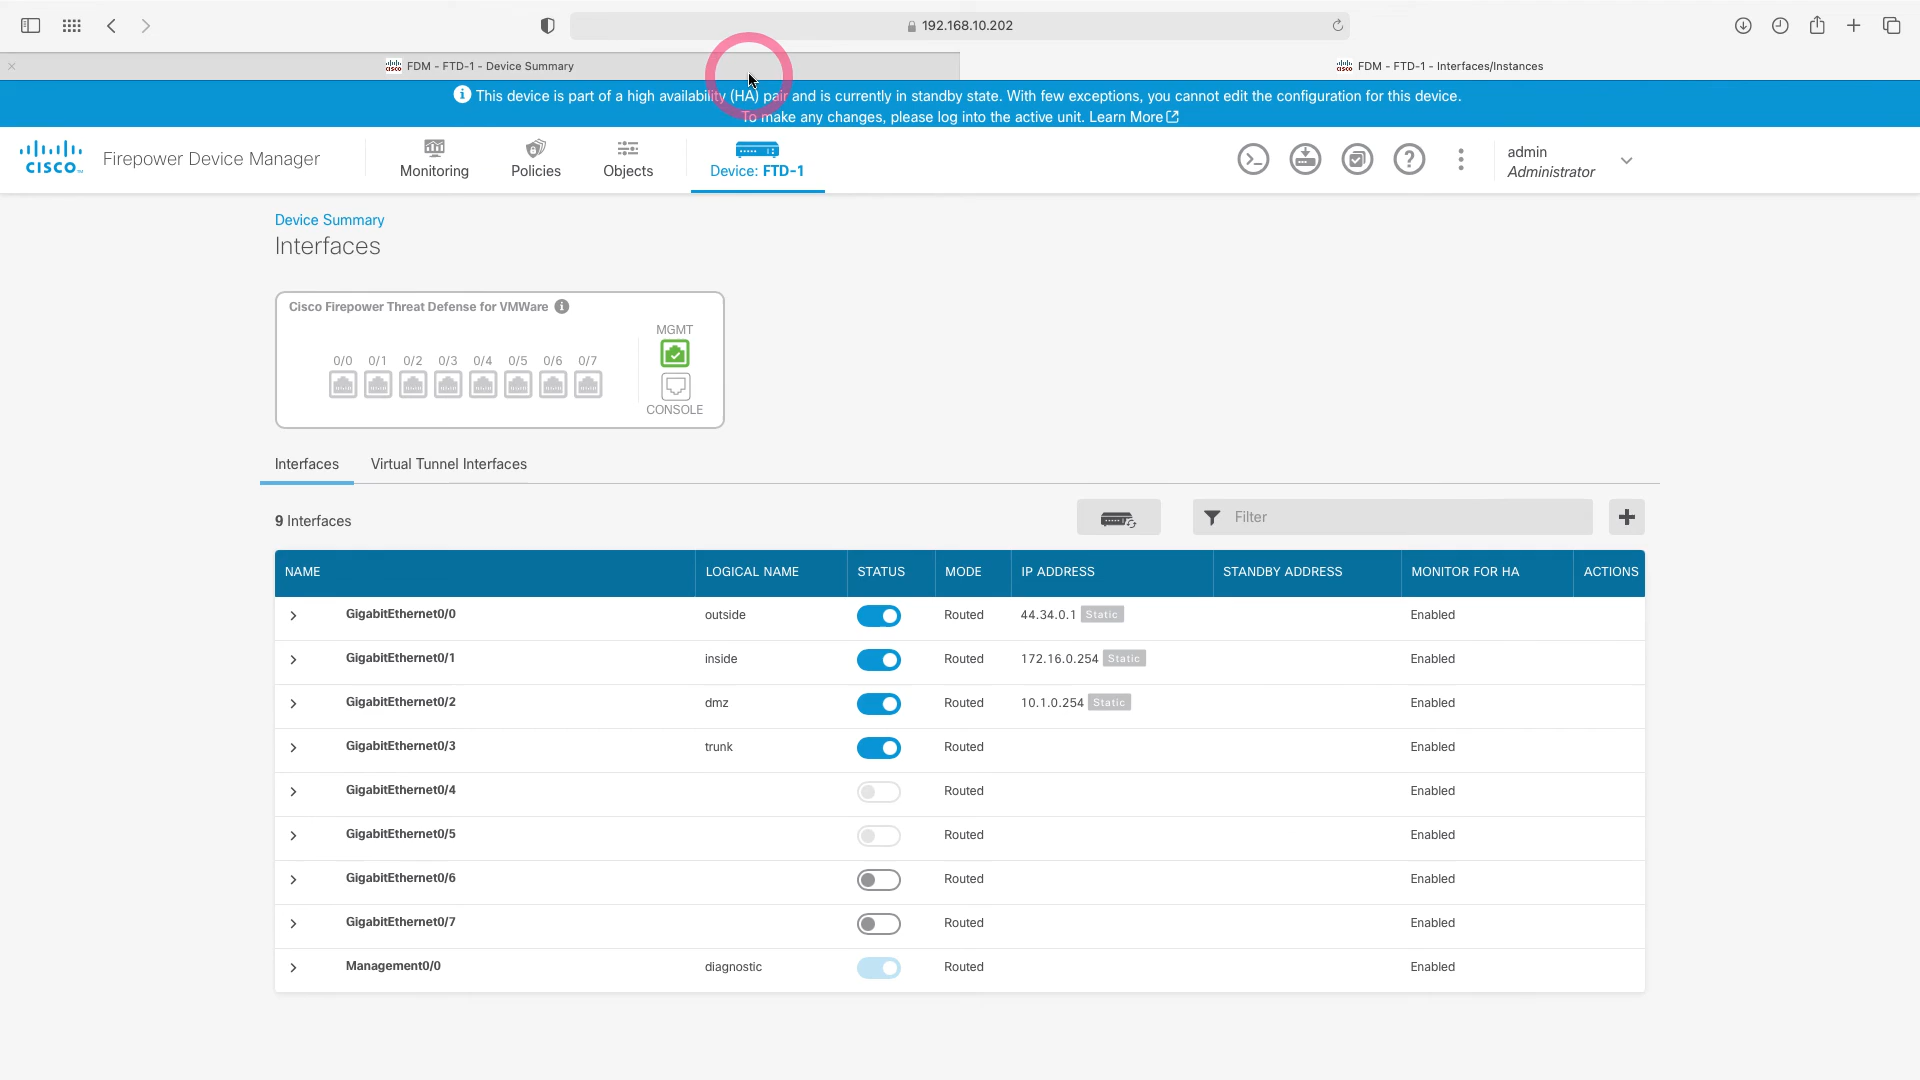 192.168.10.202
FDM - FTD-1 - Device Summary
FDM - FTD-1 - Interfaces/Instances
This device is part of a high availability (HA) pair and is currently in standby state. With few exceptions, you cannot edit the configuration for this device.
To make any changes, please log into the active unit. Learn More
CISCO
Firepower Device Manager
Monitoring
Policies
Objects
Device: FTD-1
admin
Administrator
Device Summary
Interfaces
Cisco Firepower Threat Defense for VMWare
MGMT
0/0 0/1 0/2 0/3 0/4 0/5 0/6 0/7
CONSOLE
Interfaces
Virtual Tunnel Interfaces
9 Interfaces
Filter
NAME LOGICAL NAME STATUS MODE IP ADDRESS STANDBY ADDRESS MONITOR FOR HA ACTIONS
GigabitEthernet0/0 outside Routed 44.34.0.1 Static Enabled
GigabitEthernet0/1 inside Routed 172.16.0.254 Static Enabled
GigabitEthernet0/2 dmz Routed 10.1.0.254 Static Enabled
GigabitEthernet0/3 trunk Routed Enabled
GigabitEthernet0/4 Routed Enabled
GigabitEthernet0/5 Routed Enabled
GigabitEthernet0/6 Routed Enabled
GigabitEthernet0/7 Routed Enabled
Management0/0 diagnostic Routed Enabled